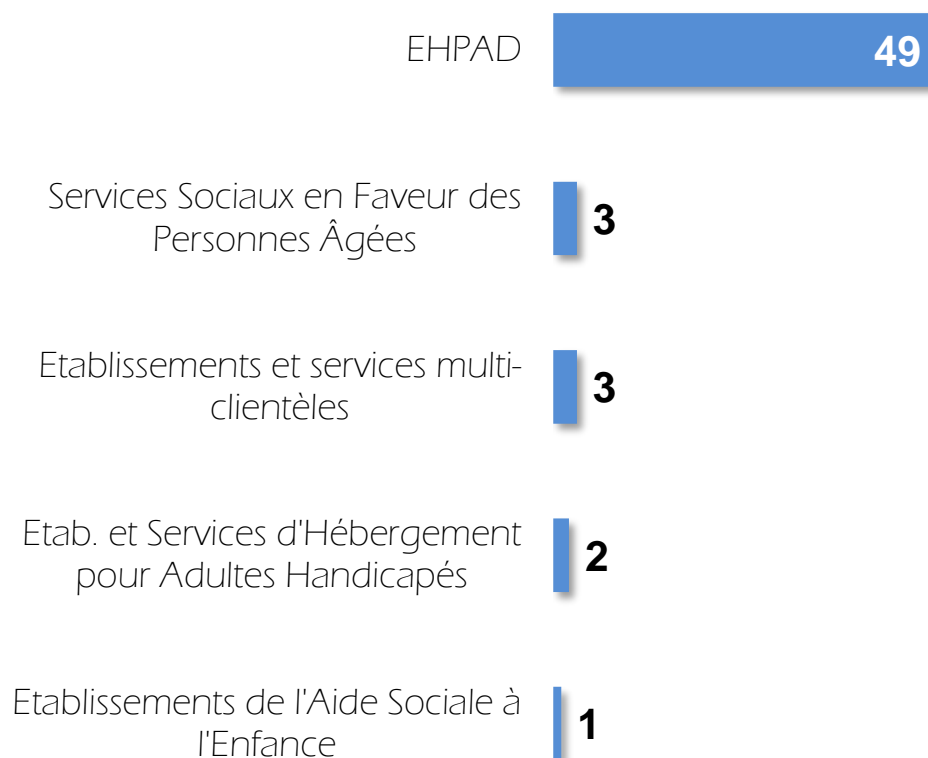 EHPAD
49
Services Sociaux en Faveur des
Personnes Âgées
3
Etablissements et services multi-
clientèles
3
Etab. et Services d'Hébergement
pour Adultes Handicapés
2
Etablissements de l'Aide Sociale à
l'Enfance
1